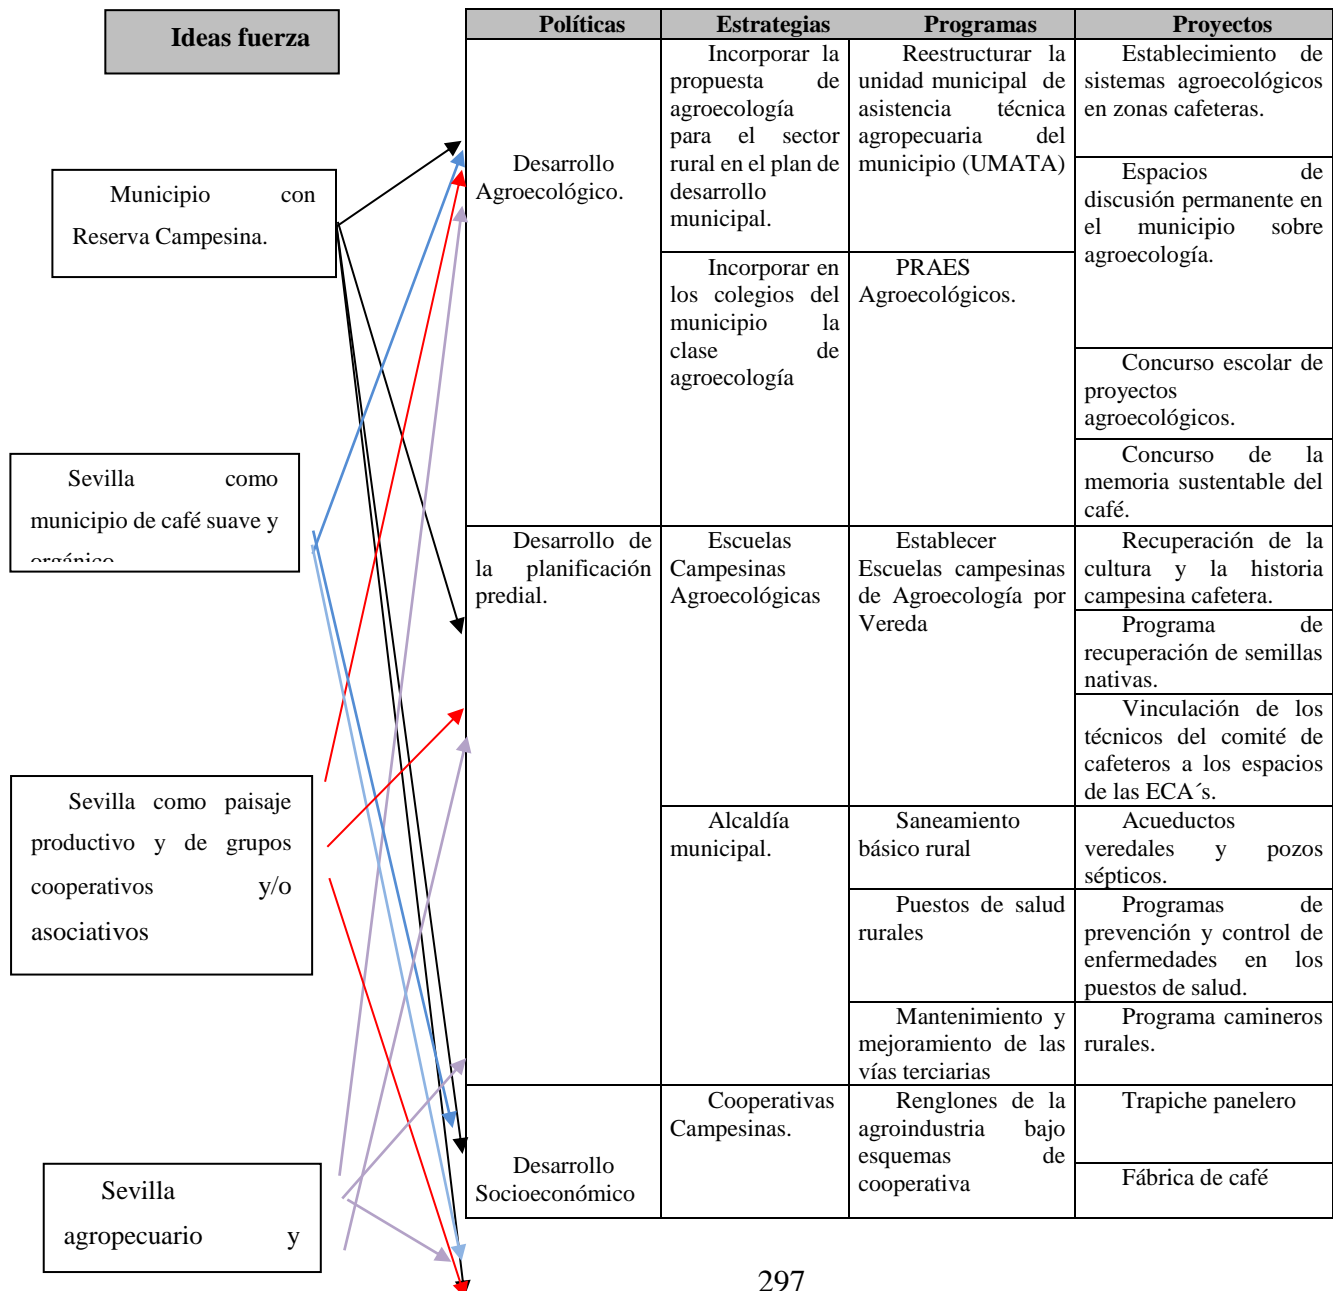 Ideas fuerza
Municipio con
Reserva Campesina.
Sevilla como
municipio de café suave y
orgánico
Sevilla como paisaje
productivo y de grupos
cooperativos y/o
asociativos
Sevilla
agropecuario y
Políticas Estrategias Programas Proyectos
Desarrollo
Agroecológico.
Incorporar la
propuesta de
agroecología
para el sector
rural en el plan de
desarrollo
municipal.
Reestructurar la
unidad municipal de
asistencia técnica
agropecuaria del
municipio (UMATA)
Establecimiento de
sistemas agroecológicos
en zonas cafeteras.
Espacios de
discusión permanente en
el municipio sobre
agroecología.
Incorporar en
los colegios del
municipio la
clase de
agroecología
PRAES
Agroecológicos.
Concurso escolar de
proyectos
agroecológicos.
Concurso de la
memoria sustentable del
café.
Desarrollo de
la planificación
predial.
Escuelas
Campesinas
Agroecológicas
Establecer
Escuelas campesinas
de Agroecología por
Vereda
Recuperación de la
cultura y la historia
campesina cafetera.
Programa de
recuperación de semillas
nativas.
Vinculación de los
técnicos del comité de
cafeteros a los espacios
de las ECA´s.
Alcaldía
municipal.
Saneamiento
básico rural
Acueductos
veredales y pozos
sépticos.
Puestos de salud
rurales
Programas de
prevención y control de
enfermedades en los
puestos de salud.
Mantenimiento y
mejoramiento de las
vías terciarias
Programa camineros
rurales.
Desarrollo
Socioeconómico
Cooperativas
Campesinas.
Renglones de la
agroindustria bajo
esquemas de
cooperativa
Trapiche panelero
Fábrica de café
297